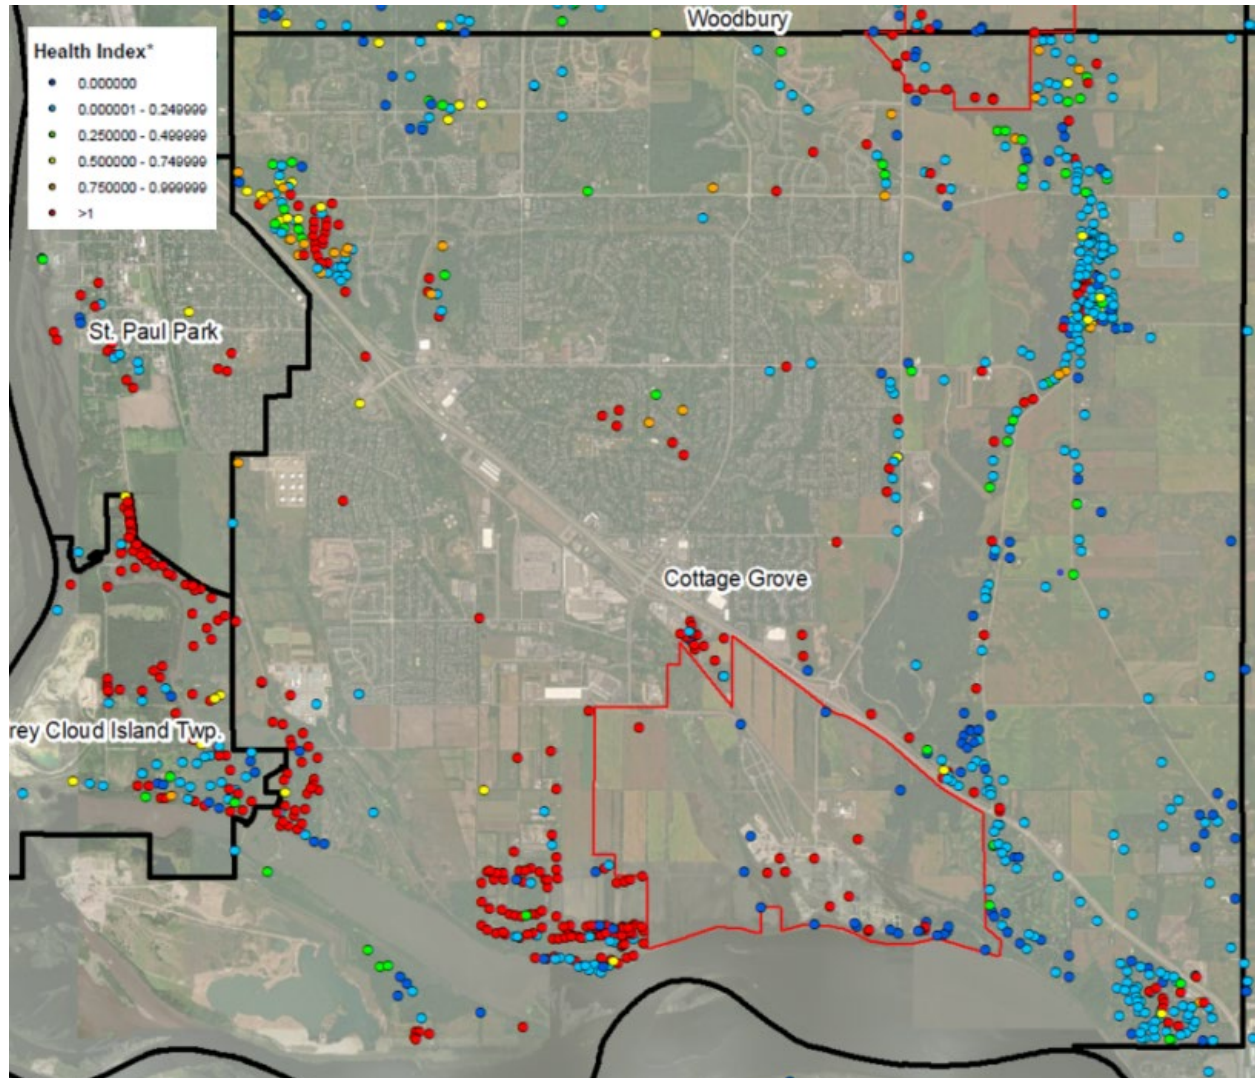 Woodbury
Health Index*
0.000000
0.000001 - 0.249999
0.250000 - 0.499999
0.500000 - 0.749999
0.750000 - 0.999999
>1
St. Paul Park
Cottage Grove
rey Cloud Island Twp.